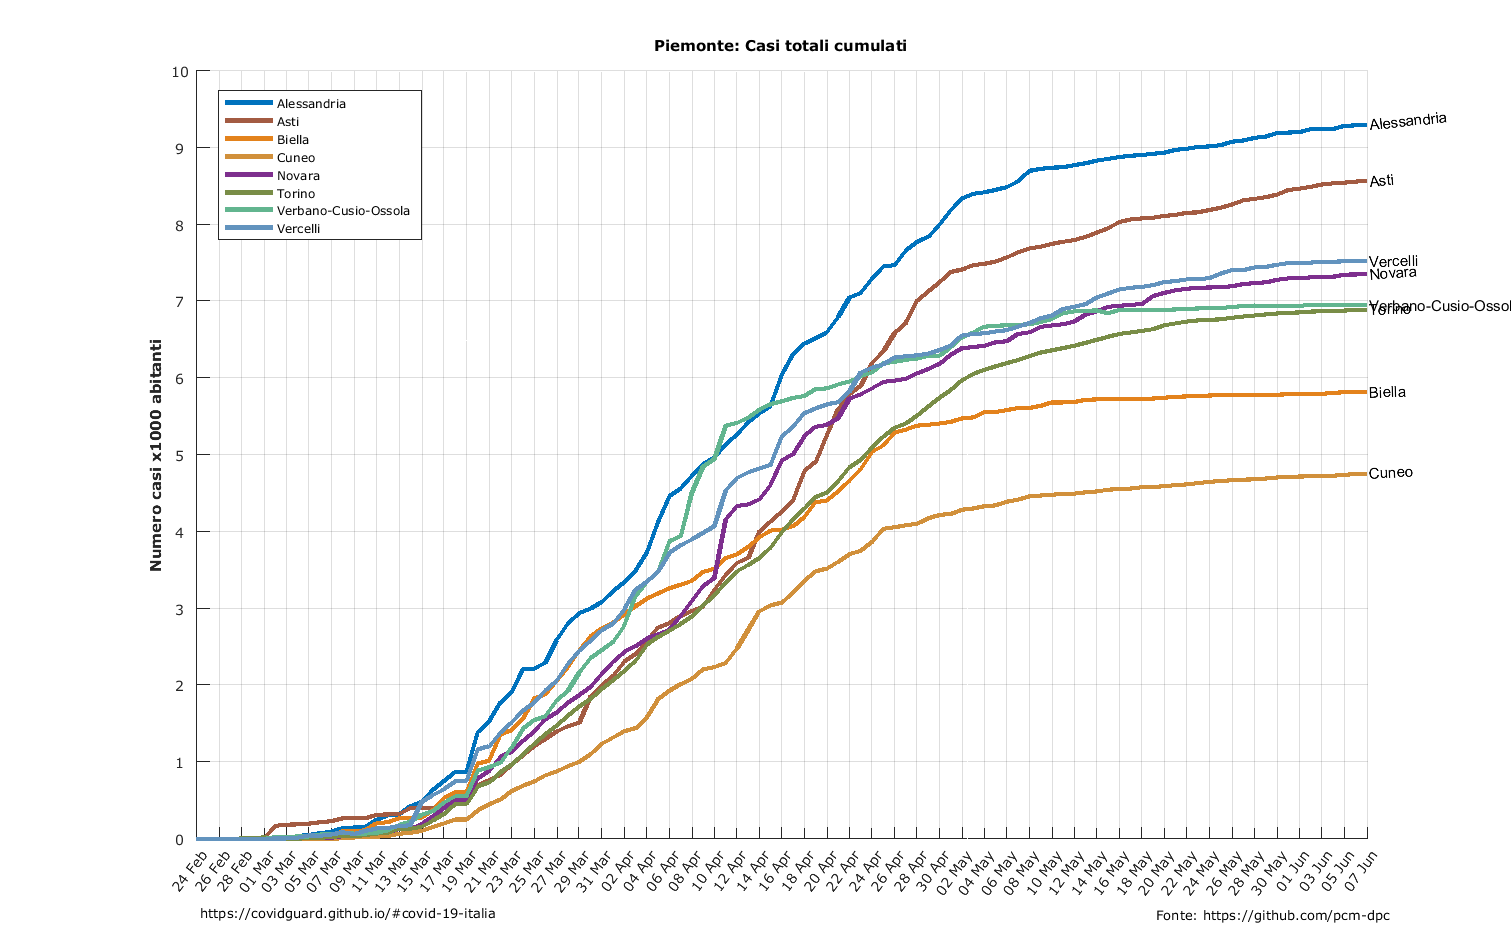 Piemonte: Casi totali cumulati
10
9
8
7
6
5
4
3
2
1
0
Numero casi x1000 abitanti
Alessandria
Asti
Biella
Cuneo
Novara
Torino
Verbano-Cusio-Ossola
Vercelli
Alessandria
Asti
Vercelli
Novara
Verbano-Cusio-Ossol
Torino
Biella
Cuneo
24 Feb
26 Feb
28 Feb
01 Mar
03 Mar
05 Mar
07 Mar
09 Mar
11 Mar
13 Mar
15 Mar
17 Mar
19 Mar
21 Mar
23 Mar
25 Mar
27 Mar
29 Mar
31 Mar
02 Apr
04 Apr
06 Apr
08 Apr
10 Apr
12 Apr
14 Apr
16 Apr
18 Apr
20 Apr
22 Apr
24 Apr
26 Apr
28 Apr
30 Apr
02 May
04 May
06 May
08 May
10 May
12 May
14 May
16 May
18 May
20 May
22 May
24 May
26 May
28 May
30 May
01 Jun
03 Jun
05 Jun
07 Jun
https://covidguard.github.io/#covid-19-italia
Fonte: https://github.com/pcm-dpc